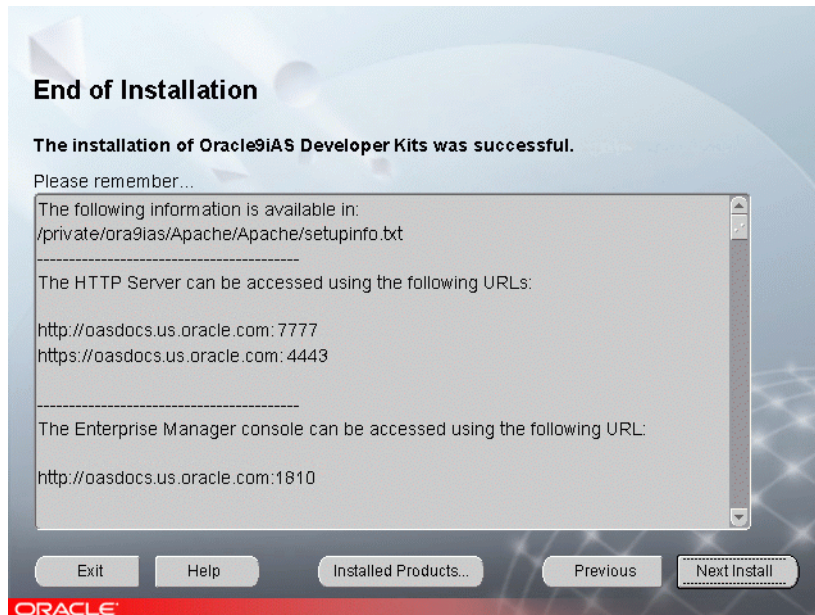 End of Installation
The installation of Oracle9iAS Developer Kits was successful.
Please remember...
The following information is available in:
/private/ora9ias/Apache/Apache/setupinfo.txt
----------------------------------------
The HTTP Server can be accessed using the following URLs:
http://oasdocs.us.oracle.com:7777
https://oasdocs.us.oracle.com:4443
----------------------------------------
The Enterprise Manager console can be accessed using the following URL:
http://oasdocs.us.oracle.com:1810
Exit Help Installed Products... Previous Next Install
ORACLE